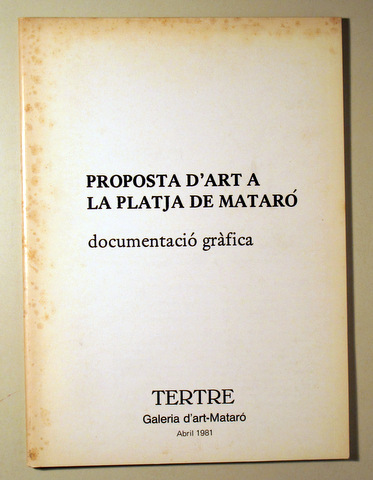 PROPOSTA D'ART A
LA PLATJA DE MATARÓ
documentació gràfica
TERTRE
Galeria d'art-Mataró
Abril 1981